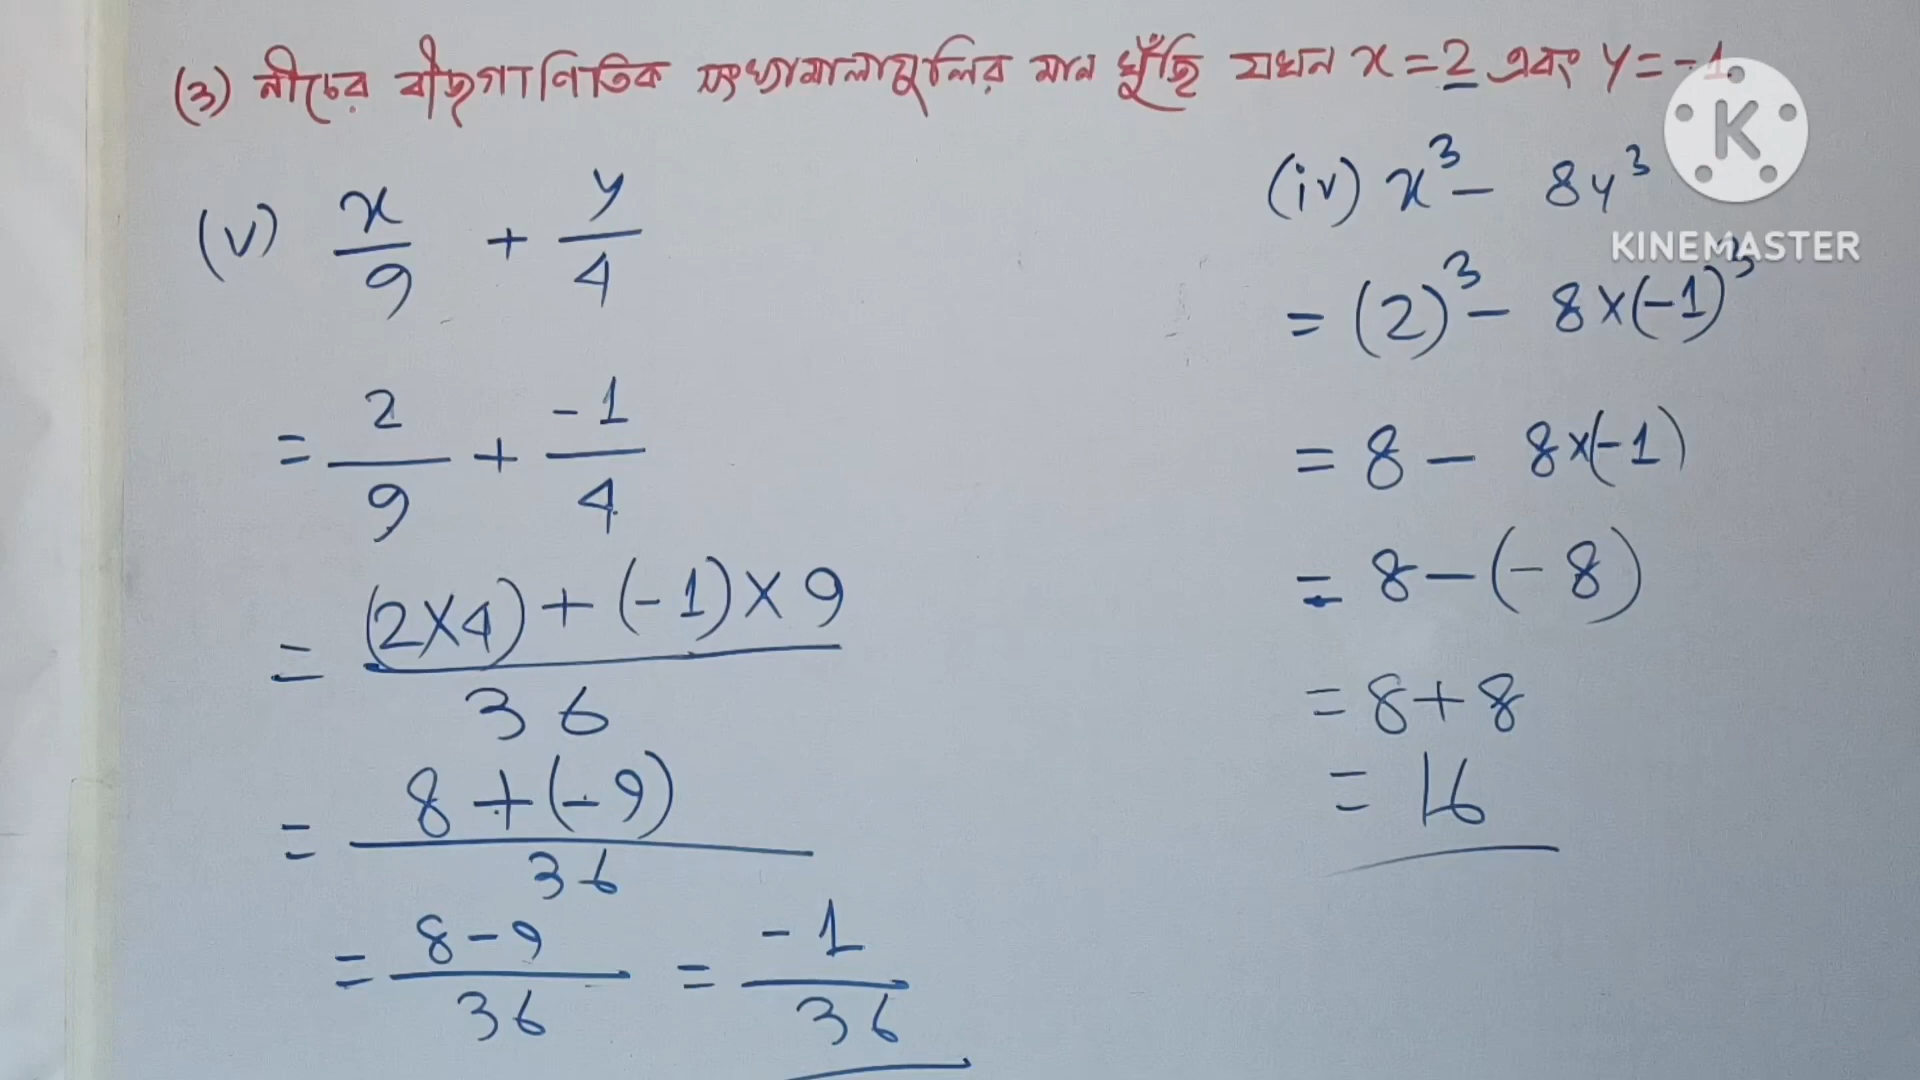 (3) নীচের বীজগাণিতিক সংখ্যামালাগুলির মান খুঁজি যখন x = 2 এবং y = -1.
(v) x/9 + y/4
= 2/9 + -1/4
= (2×4) + (-1)×9 / 36
= 8 + (-9) / 36
= 8-9 / 36 = -1 / 36
(iv) x³ - 8y³
= (2)³ - 8×(-1)³
= 8 - 8×(-1)
= 8 - (-8)
= 8+8
= 16
K
KINEMASTER